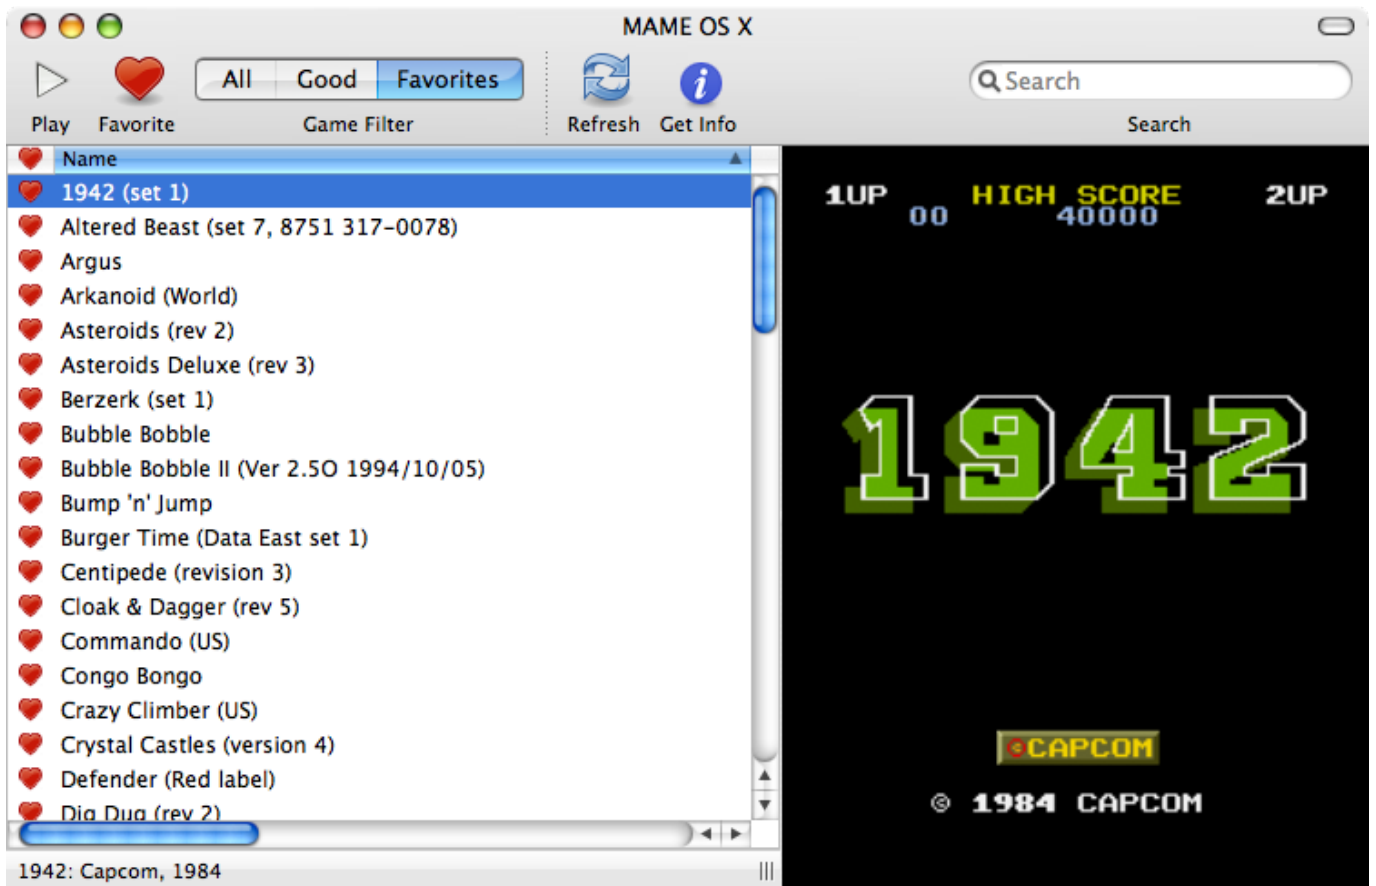 MAME OS X
All Good Favorites
Search
Play Favorite Game Filter Refresh Get Info Search
Name
1942 (set 1)
Altered Beast (set 7, 8751 317-0078)
Argus
Arkanoid (World)
Asteroids (rev 2)
Asteroids Deluxe (rev 3)
Berzerk (set 1)
Bubble Bobble
Bubble Bobble II (Ver 2.5O 1994/10/05)
Bump 'n' Jump
Burger Time (Data East set 1)
Centipede (revision 3)
Cloak & Dagger (rev 5)
Commando (US)
Congo Bongo
Crazy Climber (US)
Crystal Castles (version 4)
Defender (Red label)
Dig Dug (rev 2)
1942: Capcom, 1984
1UP HIGH SCORE 2UP
00 40000
1942
CAPCOM
© 1984 CAPCOM